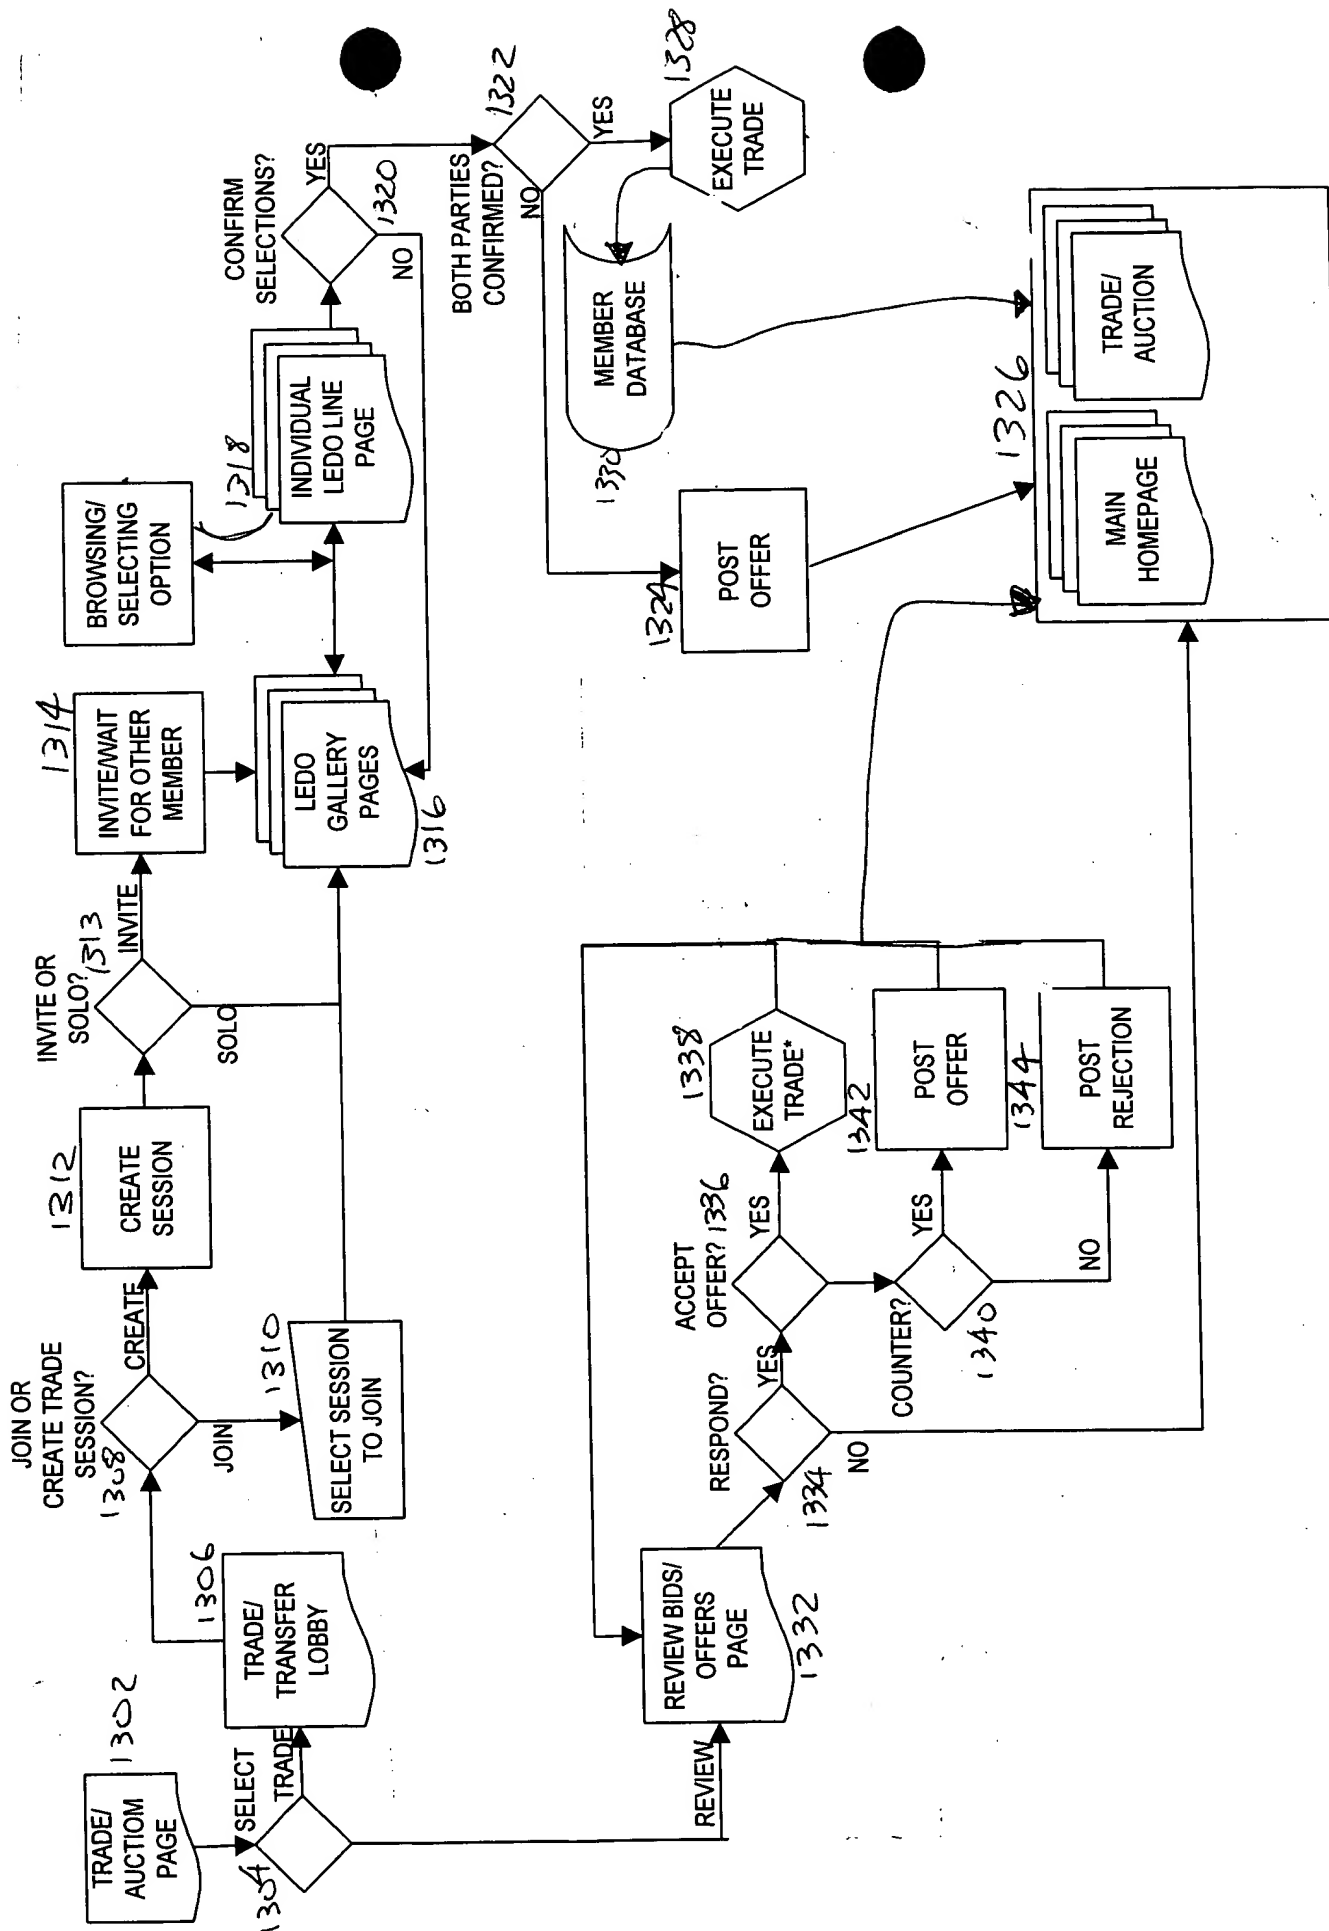 TRADE/
AUCTIOM
PAGE
1302
SELECT
1304
TRADE
REVIEW
TRADE/
TRANSFER
LOBBY
1306
JOIN OR
CREATE TRADE
SESSION?
1308
CREATE
JOIN
SELECT SESSION
TO JOIN
1310
CREATE
SESSION
1312
INVITE OR
SOLO?
1313
INVITE
SOLO
INVITE/WAIT
FOR OTHER
MEMBER
1314
LEDO
GALLERY
PAGES
1316
BROWSING/
SELECTING
OPTION
1318
INDIVIDUAL
LEDO LINE
PAGE
CONFIRM
SELECTIONS?
YES
1320
NO
BOTH PARTIES
CONFIRMED?
1322
NO
YES
EXECUTE
TRADE
1328
MEMBER
DATABASE
1330
POST
OFFER
1324
1326
MAIN
HOMEPAGE
TRADE/
AUCTION
REVIEW BIDS/
OFFERS
PAGE
1332
RESPOND?
1334
YES
NO
ACCEPT
OFFER? 1336
YES
EXECUTE
TRADE*
1338
COUNTER?
1340
YES
NO
POST
OFFER
1342
POST
REJECTION
1344